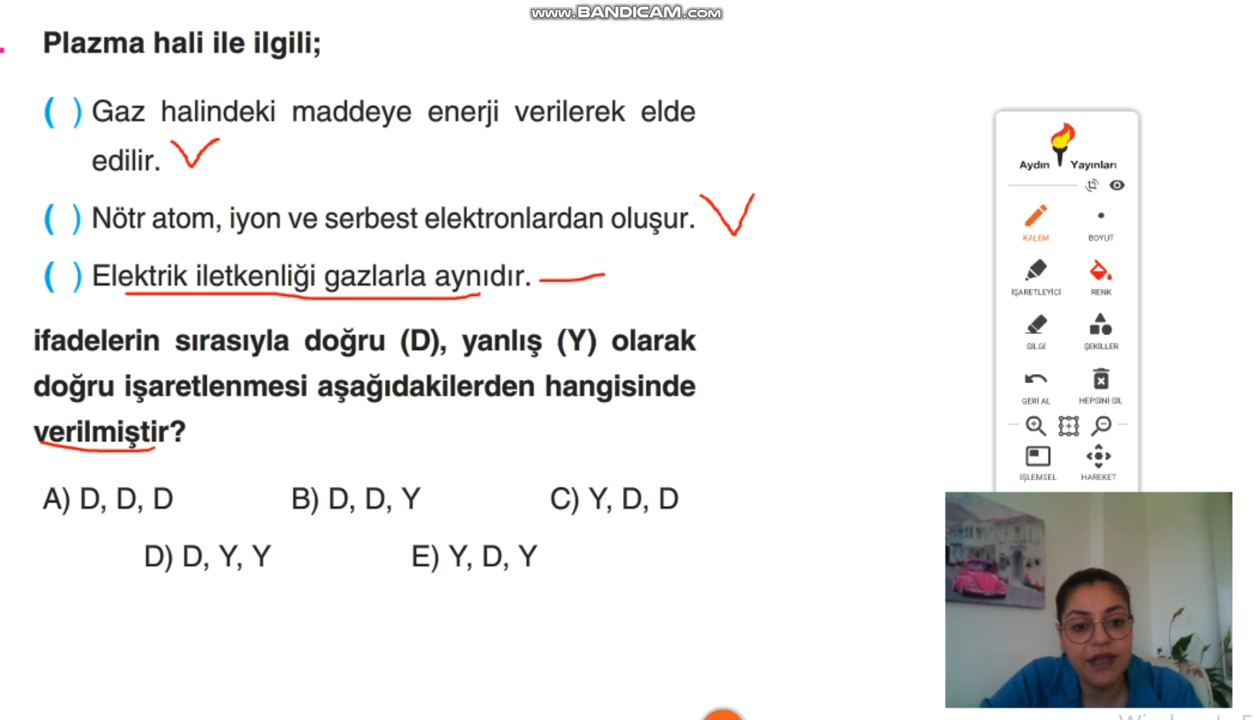 www.BANDICAM.com
Plazma hali ile ilgili;
( ) Gaz halindeki maddeye enerji verilerek elde
edilir.
( ) Nötr atom, iyon ve serbest elektronlardan oluşur.
( ) Elektrik iletkenliği gazlarla aynıdır.
ifadelerin sırasıyla doğru (D), yanlış (Y) olarak
doğru işaretlenmesi aşağıdakilerden hangisinde
verilmiştir?
A) D, D, D B) D, D, Y C) Y, D, D
D) D, Y, Y E) Y, D, Y
Aydın Yayınları
KALEM BOYUT
İŞARETLEYİCİ RENK
SİLGİ ŞEKİLLER
GERİ AL HEPSİNİ SİL
İŞLEMSEL HAREKET